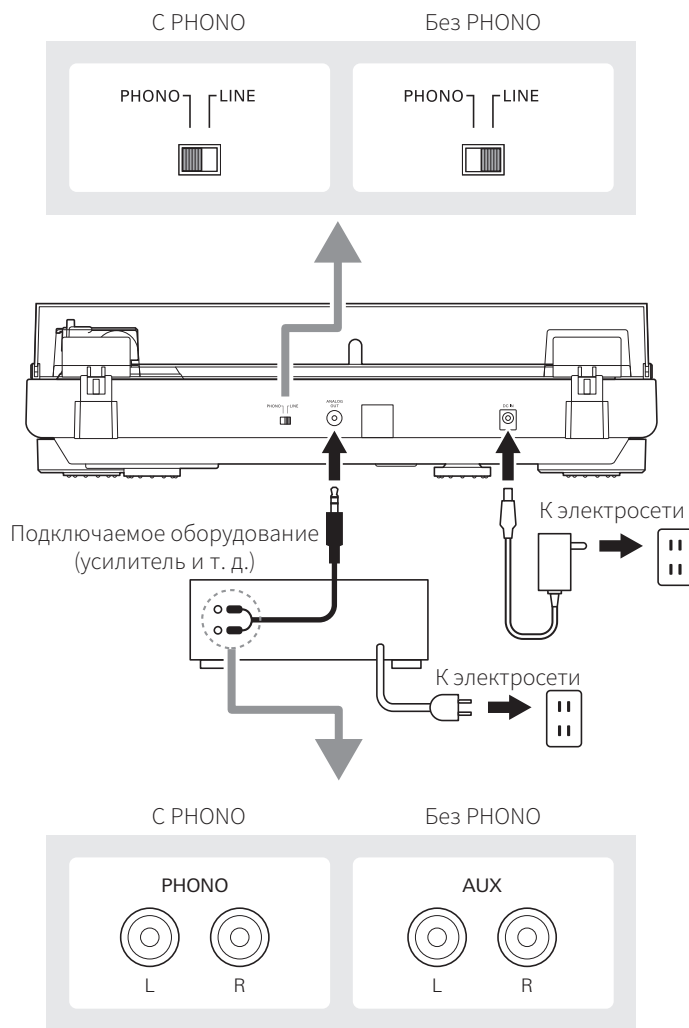 С PHONO
Без PHONO
PHONO LINE
PHONO LINE
PHONO LINE
ANALOG
OUT
DC IN
К электросети
Подключаемое оборудование
(усилитель и т. д.)
К электросети
С PHONO
Без PHONO
PHONO
L R
AUX
L R